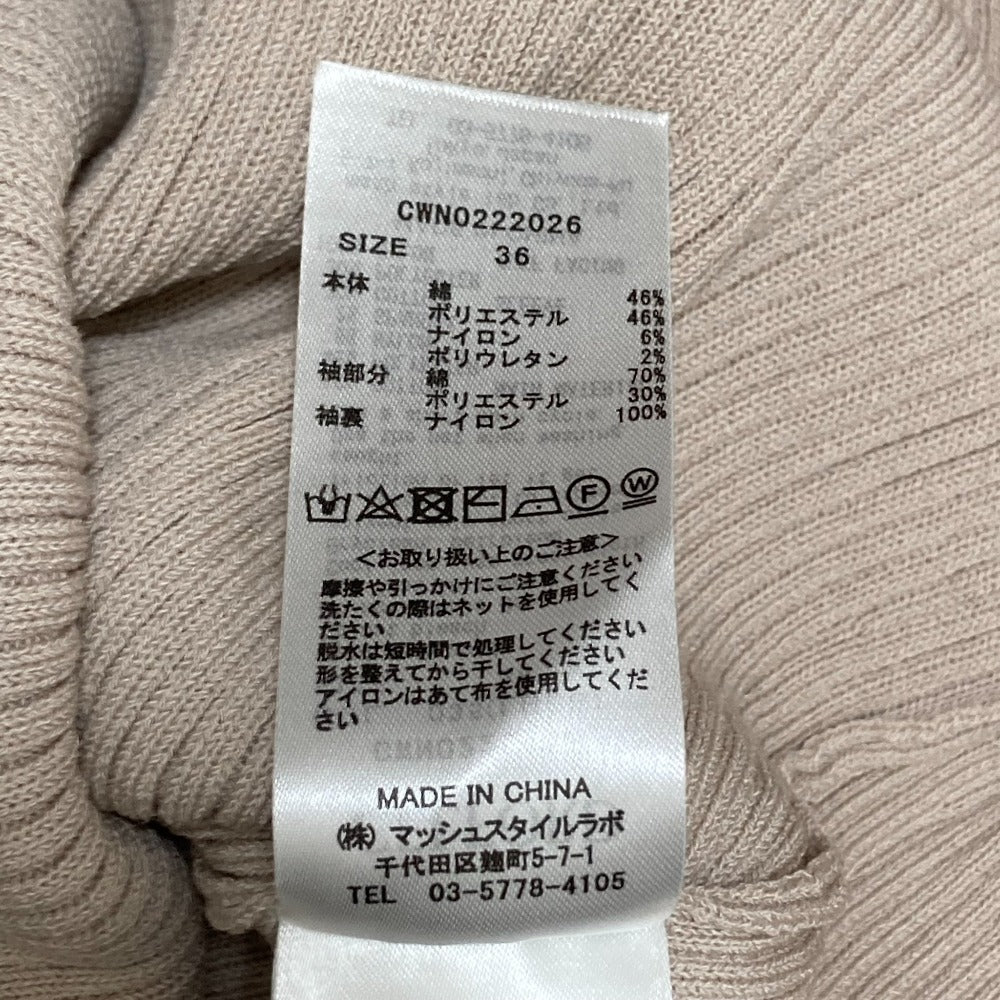 CWNO222026
SIZE 36
本体 綿 46%
ポリエステル 46%
ナイロン 6%
ポリウレタン 2%
袖部分 綿 70%
ポリエステル 30%
袖裏 ナイロン 100%
F W
＜お取り扱い上のご注意＞
摩擦や引っかけにご注意ください
洗たくの際はネットを使用してく
ださい
脱水は短時間で処理してください
形を整えてから干してください
アイロンはあて布を使用してくだ
さい
MADE IN CHINA
(株) マッシュスタイルラボ
千代田区麹町5-7-1
TEL 03-5778-4105